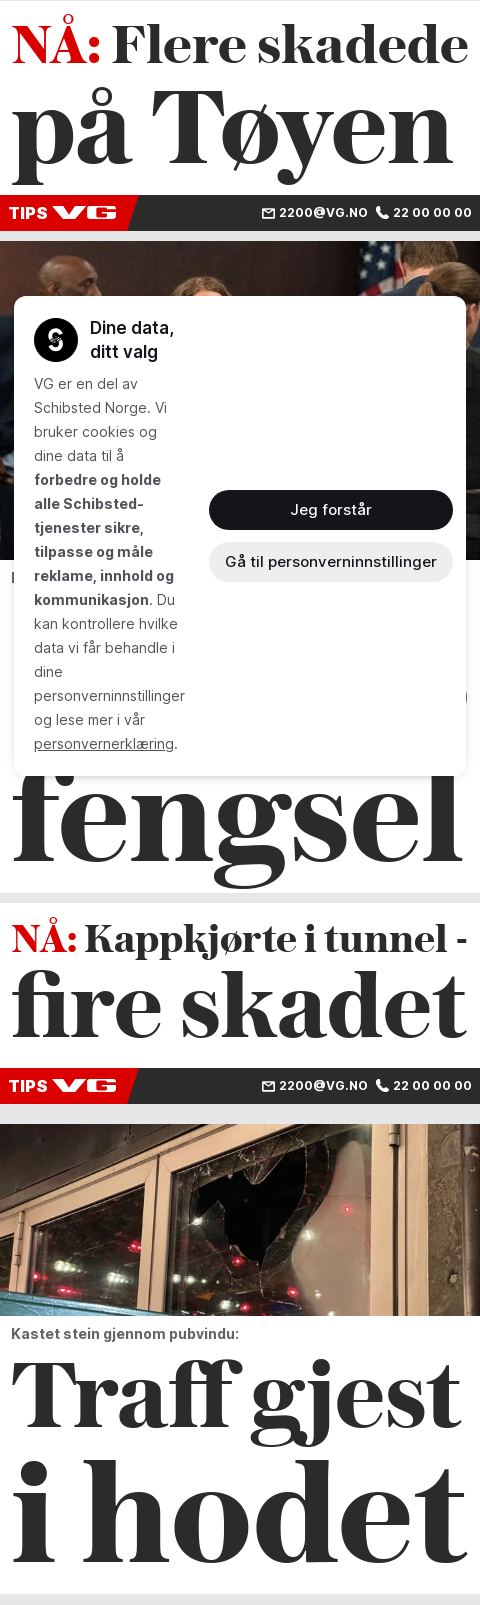 NÅ: Flere skadede
på Tøyen
TIPS VG 2200@VG.NO 22 00 00 00
Dine data,
ditt valg
VG er en del av
Schibsted Norge. Vi
bruker cookies og
dine data til å
forbedre og holde
alle Schibsted-
tjenester sikre,
tilpasse og måle
reklame, innhold og
kommunikasjon. Du
kan kontrollere hvilke
data vi får behandle i
dine
personverninnstillinger
og lese mer i vår
personvernerklæring.
Jeg forstår
Gå til personverninnstillinger
fengsel
NÅ: Kappkjørte i tunnel -
fire skadet
TIPS VG 2200@VG.NO 22 00 00 00
Kastet stein gjennom pubvindu:
Traff gjest
i hodet